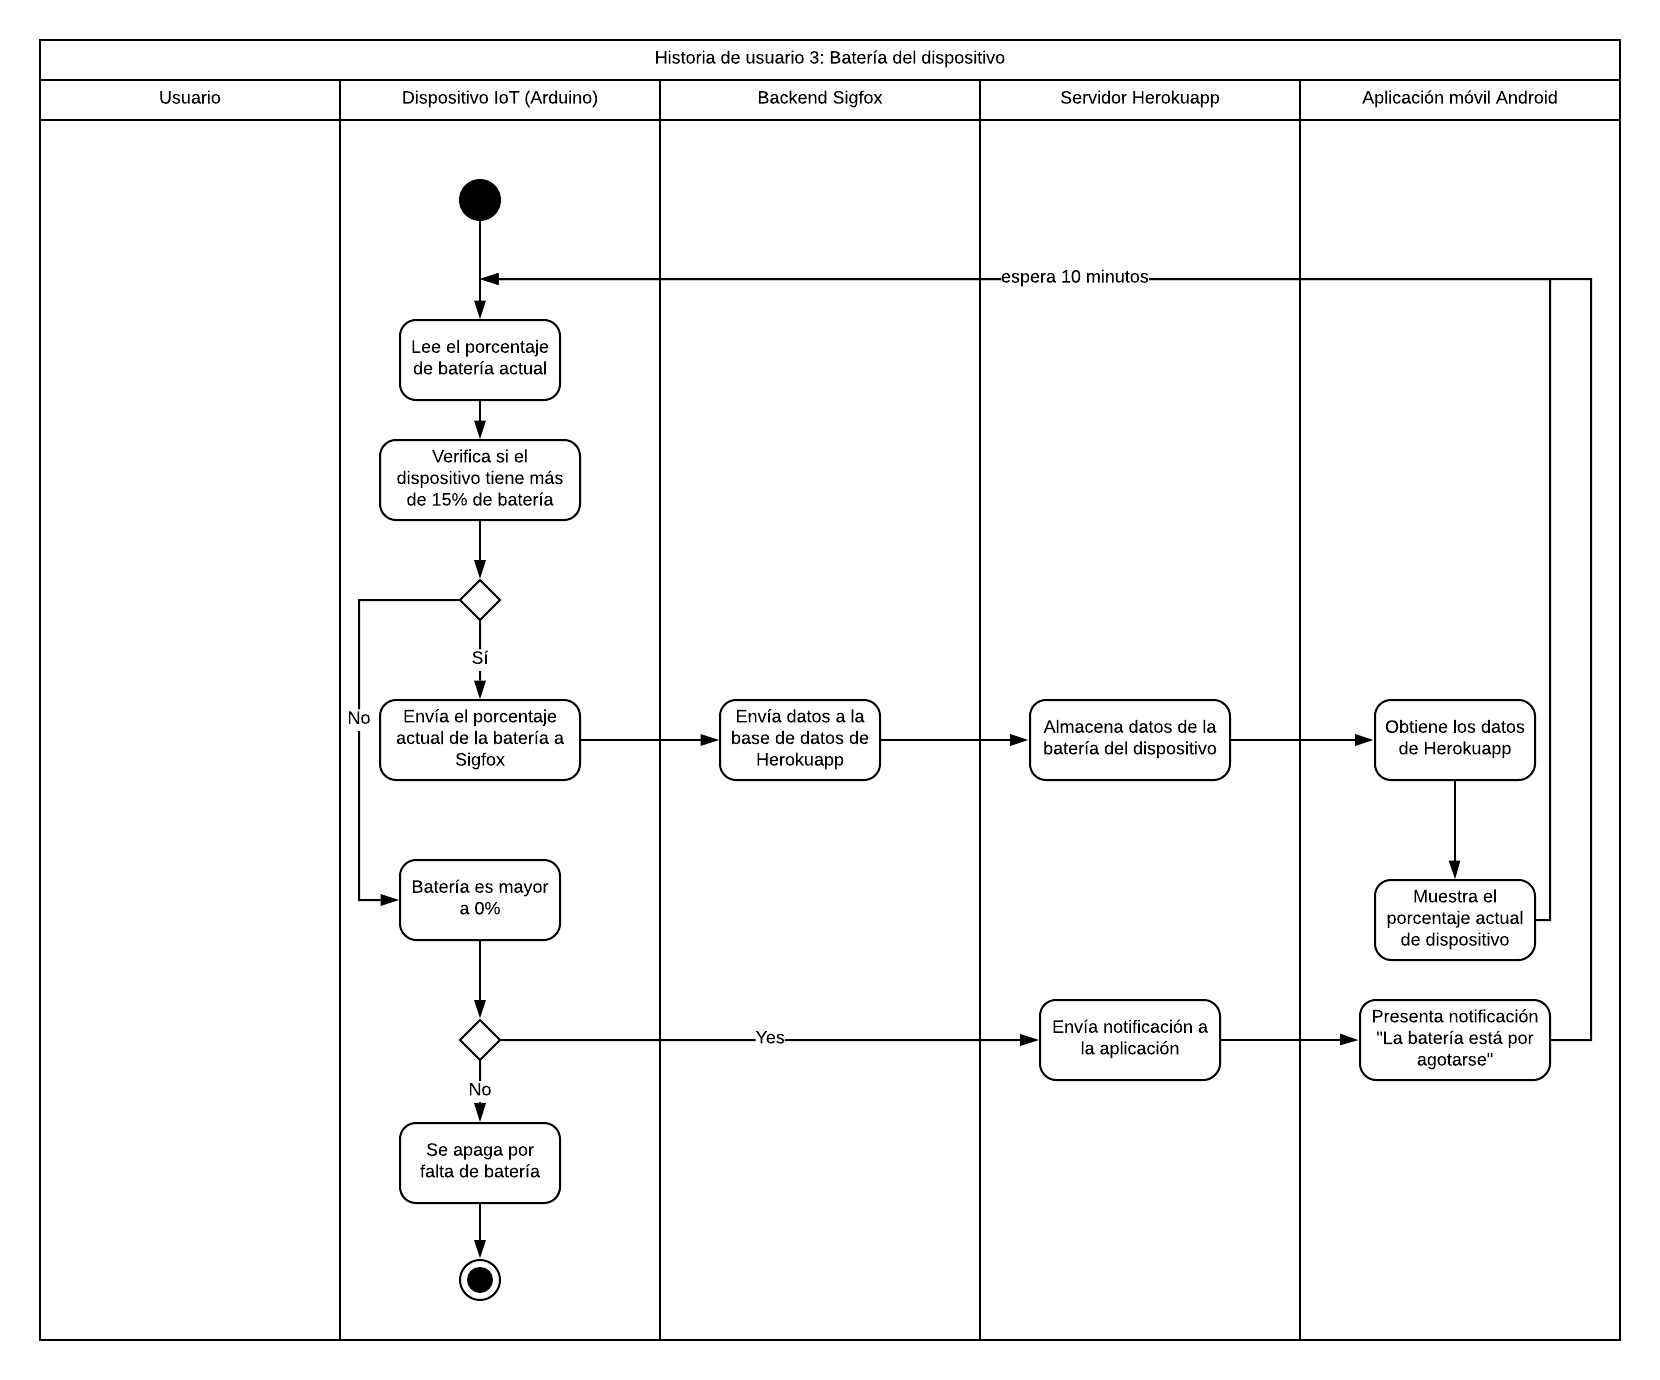 Historia de usuario 3: Batería del dispositivo
Usuario
Dispositivo IoT (Arduino)
Backend Sigfox
Servidor Herokuapp
Aplicación móvil Android
espera 10 minutos
Lee el porcentaje
de batería actual
Verifica si el
dispositivo tiene más
de 15% de batería
Sí
No
Envía el porcentaje
actual de la batería a
Sigfox
Envía datos a la
base de datos de
Herokuapp
Almacena datos de la
batería del dispositivo
Obtiene los datos
de Herokuapp
Batería es mayor
a 0%
Muestra el
porcentaje actual
de dispositivo
Yes
Envía notificación a
la aplicación
Presenta notificación
"La batería está por
agotarse"
No
Se apaga por
falta de batería